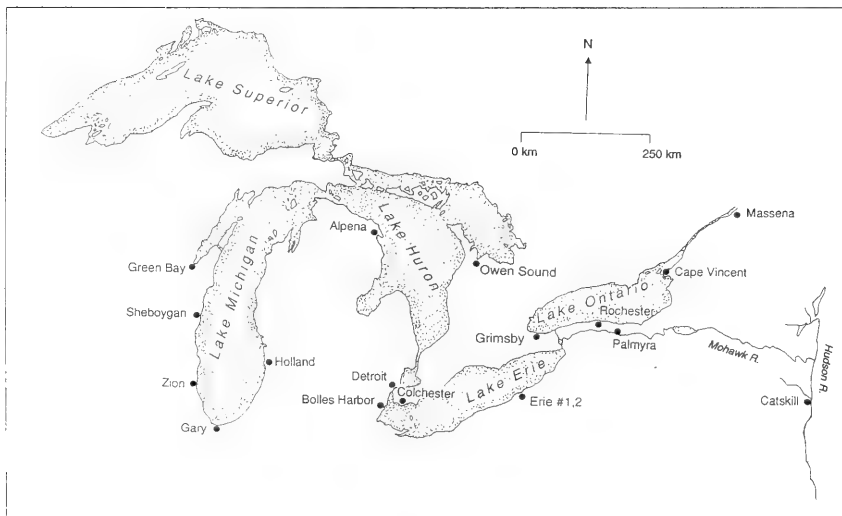 N
Lake Superior
0 km
250 km
Massena
Alpena
Lake Huron
Lake Michigan
Green Bay
Owen Sound
Cape Vincent
Lake Ontario
Rochester
Sheboygan
Grimsby
Palmyra
Mohawk R.
Hudson R.
Holland
Lake Erie
Zion
Detroit
Colchester
Bolles Harbor
Erie #1,2
Catskill
Gary